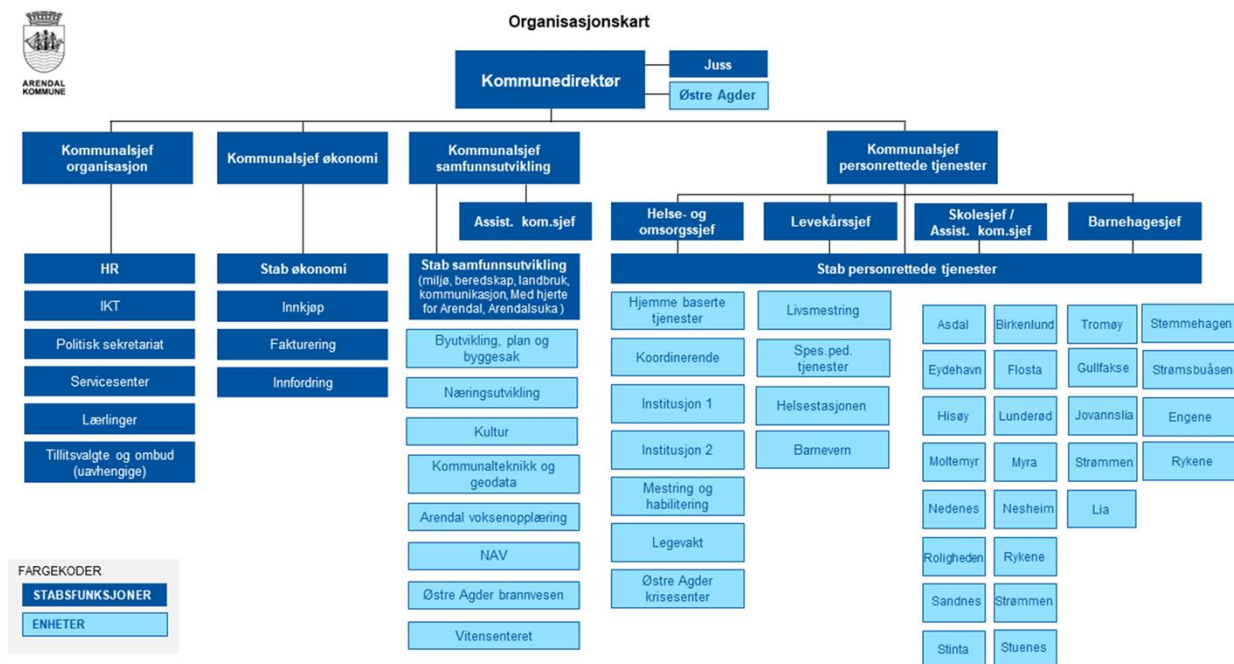 Organisasjonskart
ARENDAL
KOMMUNE
Kommunedirektør
Juss
Østre Agder
Kommunalsjef
organisasjon
Kommunalsjef økonomi
Kommunalsjef
samfunnsutvikling
Kommunalsjef
personrettede tjenester
Assist. kom.sjef
Helse- og
omsorgssjef
Levekårssjef
Skolesjef /
Assist. kom.sjef
Barnehagesjef
HR
IKT
Politisk sekretariat
Servicesenter
Lærlinger
Tillitsvalgte og ombud
(uavhengige)
Stab økonomi
Innkjøp
Fakturering
Innfordring
Stab samfunnsutvikling
(miljø, beredskap, landbruk,
kommunikasjon, Med hjerte
for Arendal, Arendalsuka )
Byutvikling, plan og
byggesak
Næringsutvikling
Kultur
Kommunalteknikk og
geodata
Arendal voksenopplæring
NAV
Østre Agder brannvesen
Vitensenteret
Stab personrettede tjenester
Hjemme baserte
tjenester
Koordinerende
Institusjon 1
Institusjon 2
Mestring og
habilitering
Legevakt
Østre Agder
krisesenter
Livsmestring
Spes.ped.
tjenester
Helsestasjonen
Barnevern
Asdal
Eydehavn
Hisøy
Moltemyr
Nedenes
Roligheden
Sandnes
Stinta
Birkenlund
Flosta
Lunderød
Myra
Nesheim
Rykene
Strømmen
Stuenes
Tromøy
Gullfakse
Jovannslia
Strømmen
Lia
Stemmehagen
Strømsbuåsen
Engene
Rykene
FARGEKODER
STABSFUNKSJONER
ENHETER